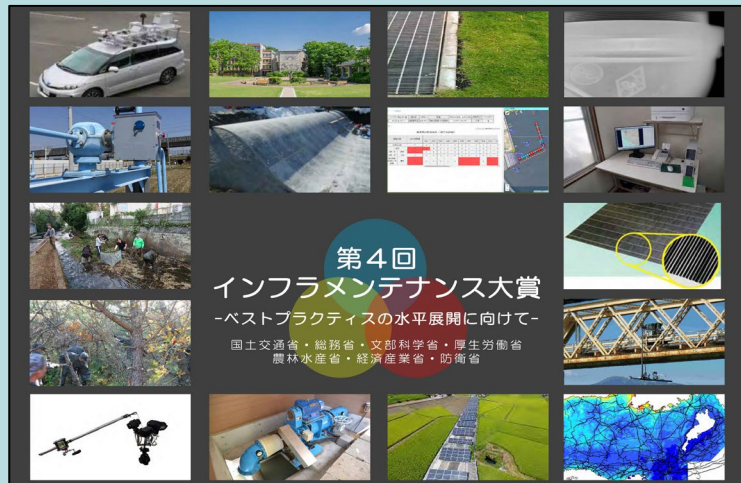 第4回
インフラメンテナンス大賞
-ベストプラクティスの水平展開に向けて-
国土交通省・総務省・文部科学省・厚生労働省
農林水産省・経済産業省・防衛省